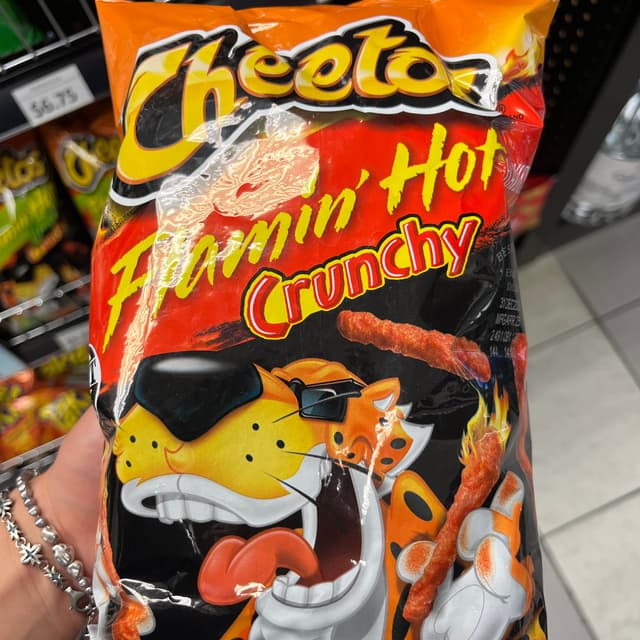 $6.75
Cheetos
Flamin' Hot
Crunchy